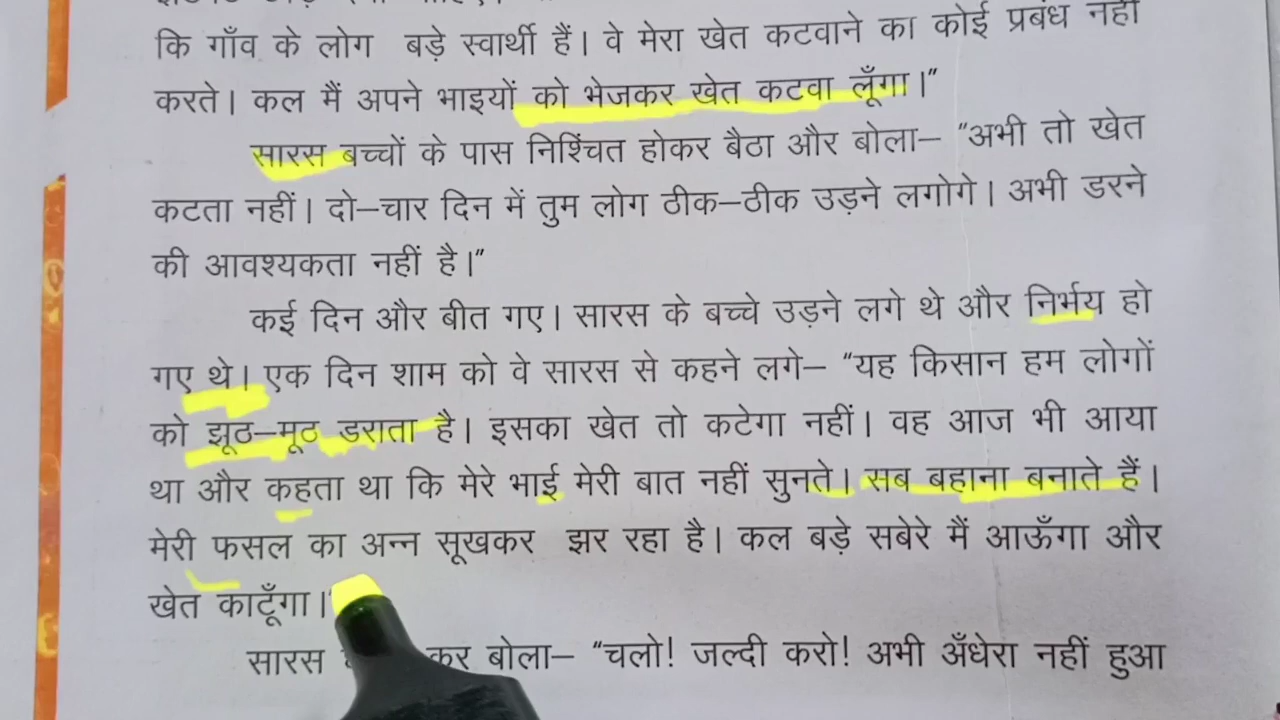 कि गाँव के लोग बड़े स्वार्थी हैं। वे मेरा खेत कटवाने का कोई प्रबंध नहीं
करते। कल मैं अपने भाइयों को भेजकर खेत कटवा लूँगा।”
सारस बच्चों के पास निश्चिंत होकर बैठा और बोला– “अभी तो खेत
कटता नहीं। दो–चार दिन में तुम लोग ठीक–ठीक उड़ने लगोगे। अभी डरने
की आवश्यकता नहीं है।”
कई दिन और बीत गए। सारस के बच्चे उड़ने लगे थे और निर्भय हो
गए थे। एक दिन शाम को वे सारस से कहने लगे– “यह किसान हम लोगों
को झूठ–मूठ डराता है। इसका खेत तो कटेगा नहीं। वह आज भी आया
था और कहता था कि मेरे भाई मेरी बात नहीं सुनते। सब बहाना बनाते हैं।
मेरी फसल का अन्न सूखकर झर रहा है। कल बड़े सबेरे मैं आऊँगा और
खेत काटूँगा।
सारस कर बोला– “चलो! जल्दी करो! अभी अँधेरा नहीं हुआ